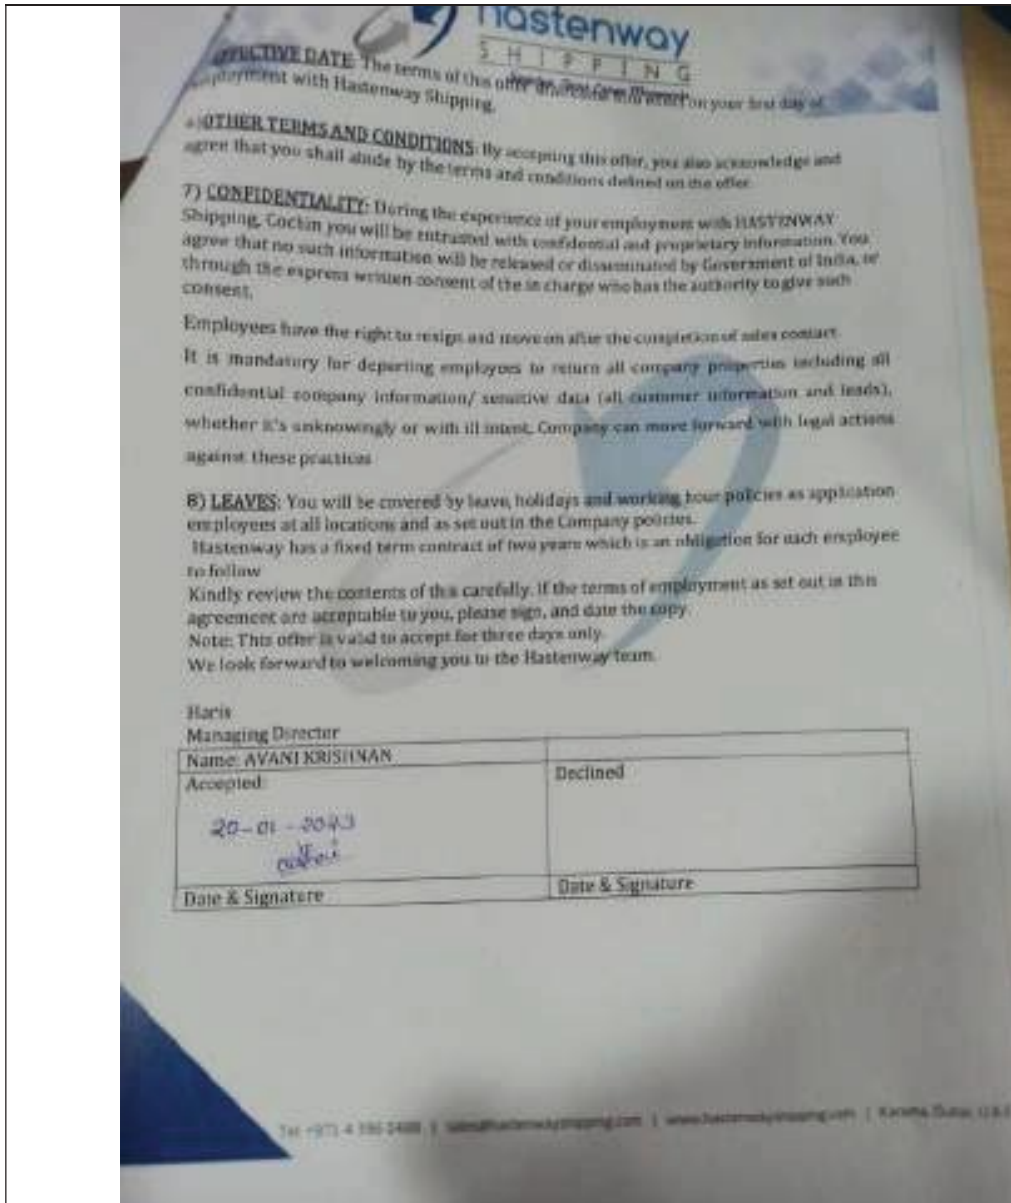 hastenway
SHIPPING
EFFECTIVE DATE: The terms of this offer on your first day of
employment with Hastenway Shipping.
OTHER TERMS AND CONDITIONS: By accepting this offer, you also acknowledge and
agree that you shall abide by the terms and conditions defined on the offer.
7) CONFIDENTIALITY: During the experience of your employment with HASTENWAY
Shipping, Cochin you will be entrusted with confidential and proprietary information. You
agree that no such information will be released or disseminated by Government of India, or
through the express written consent of the in charge who has the authority to give such
consent.
Employees have the right to resign and move on after the completion of sales contact.
It is mandatory for departing employees to return all company properties including all
confidential company information/ sensitive data (all customer information and leads),
whether it's unknowingly or with ill intent, Company can move forward with legal actions
against these practices
8) LEAVES: You will be covered by leave, holidays and working hour policies as application
employees at all locations and as set out in the Company policies.
Hastenway has a fixed term contract of two years which is an obligation for each employee
to follow
Kindly review the contents of this carefully. If the terms of employment as set out in this
agreement are acceptable to you, please sign, and date the copy.
Note: This offer is valid to accept for three days only.
We look forward to welcoming you to the Hastenway team.
Haris
Managing Director
Name: AVANI KRISHNAN
Accepted:
Declined
20-01-2023
Date & Signature
Date & Signature
Tel +971 4 | sales@hastenwayshipping.com | www.hastenwayshipping.com | Karama, Dubai, U.A.E